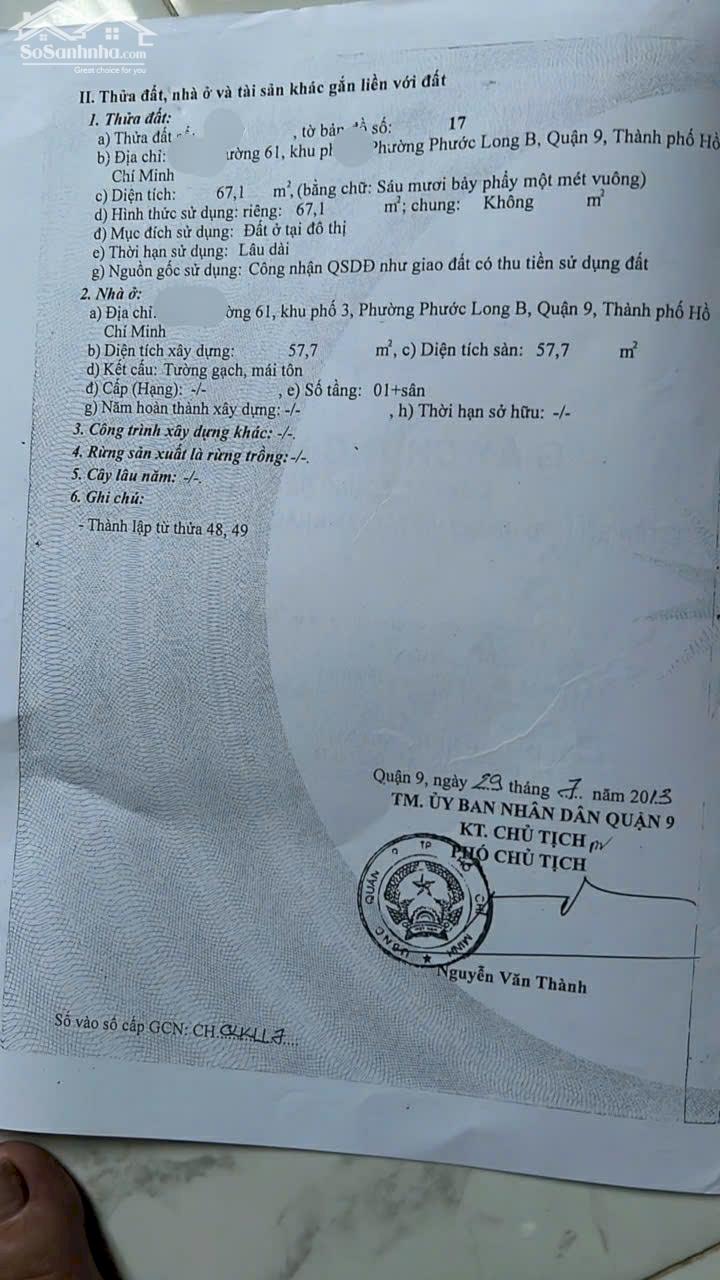 SoSanhnha.com
Great choice for you
II. Thửa đất, nhà ở và tài sản khác gắn liền với đất
1. Thửa đất:
a) Thửa đất , tờ bản số: 17
b) Địa chỉ: ường 61, khu ph Phường Phước Long B, Quận 9, Thành phố Hồ
Chí Minh
c) Diện tích: 67,1 m², (bằng chữ: Sáu mươi bảy phẩy một mét vuông)
d) Hình thức sử dụng: riêng: 67,1 m²; chung: Không m²
đ) Mục đích sử dụng: Đất ở tại đô thị
e) Thời hạn sử dụng: Lâu dài
g) Nguồn gốc sử dụng: Công nhận QSDĐ như giao đất có thu tiền sử dụng đất
2. Nhà ở:
a) Địa chỉ. ờng 61, khu phố 3, Phường Phước Long B, Quận 9, Thành phố Hồ
Chí Minh
b) Diện tích xây dựng: 57,7 m², c) Diện tích sàn: 57,7 m²
d) Kết cấu: Tường gạch, mái tôn
đ) Cấp (Hạng): -/- , e) Số tầng: 01+sân
g) Năm hoàn thành xây dựng: -/- , h) Thời hạn sở hữu: -/-
3. Công trình xây dựng khác: -/-.
4. Rừng sản xuất là rừng trồng: -/-.
5. Cây lâu năm: -/-.
6. Ghi chú:
- Thành lập từ thửa 48, 49
Quận 9, ngày 29 tháng 7 năm 2013
TM. ỦY BAN NHÂN DÂN QUẬN 9
KT. CHỦ TỊCH
PHÓ CHỦ TỊCH
Nguyễn Văn Thành
Số vào sổ cấp GCN: CH